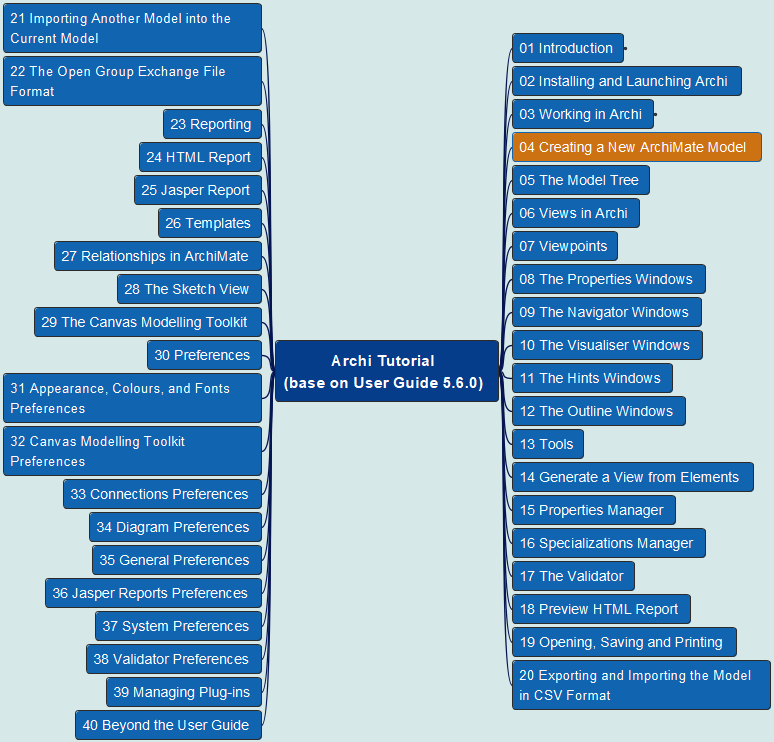 Archi Tutorial
(base on User Guide 5.6.0)
01 Introduction
02 Installing and Launching Archi
03 Working in Archi
04 Creating a New ArchiMate Model
05 The Model Tree
06 Views in Archi
07 Viewpoints
08 The Properties Windows
09 The Navigator Windows
10 The Visualiser Windows
11 The Hints Windows
12 The Outline Windows
13 Tools
14 Generate a View from Elements
15 Properties Manager
16 Specializations Manager
17 The Validator
18 Preview HTML Report
19 Opening, Saving and Printing
20 Exporting and Importing the Model
in CSV Format
21 Importing Another Model into the
Current Model
22 The Open Group Exchange File
Format
23 Reporting
24 HTML Report
25 Jasper Report
26 Templates
27 Relationships in ArchiMate
28 The Sketch View
29 The Canvas Modelling Toolkit
30 Preferences
31 Appearance, Colours, and Fonts
Preferences
32 Canvas Modelling Toolkit
Preferences
33 Connections Preferences
34 Diagram Preferences
35 General Preferences
36 Jasper Reports Preferences
37 System Preferences
38 Validator Preferences
39 Managing Plug-ins
40 Beyond the User Guide